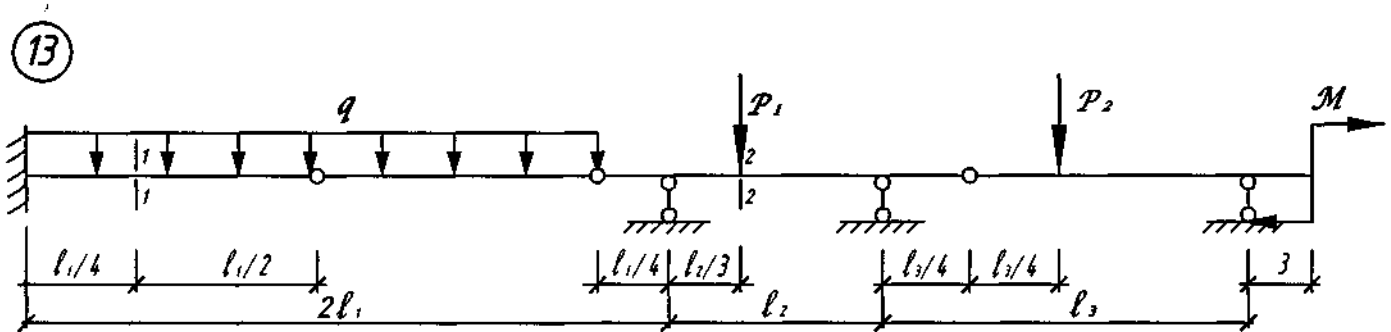 13
q P₁ P₂ M
1 2
1 2
l₁/4 l₁/2 l₁/4 l₂/3 l₃/4 l₃/4 3
2l₁ l₂ l₃